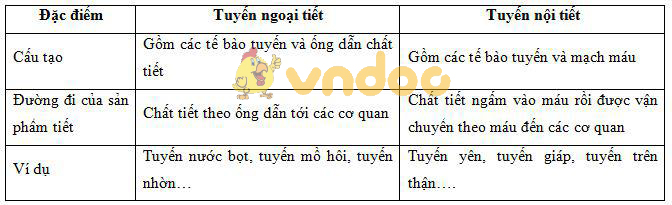 Đặc điểm Tuyến ngoại tiết Tuyến nội tiết
Cấu tạo
Gồm các tế bào tuyến và ống dẫn chất
tiết
Gồm các tế bào tuyến và mạch máu
Đường đi của sản
phẩm tiết
Chất tiết theo ống dẫn tới các cơ quan
Chất tiết ngấm vào máu rồi được vận
chuyển theo máu đến các cơ quan
Ví dụ
Tuyến nước bọt, tuyến mồ hôi, tuyến
nhờn…
Tuyến yên, tuyến giáp, tuyến trên
thận….
vndoc